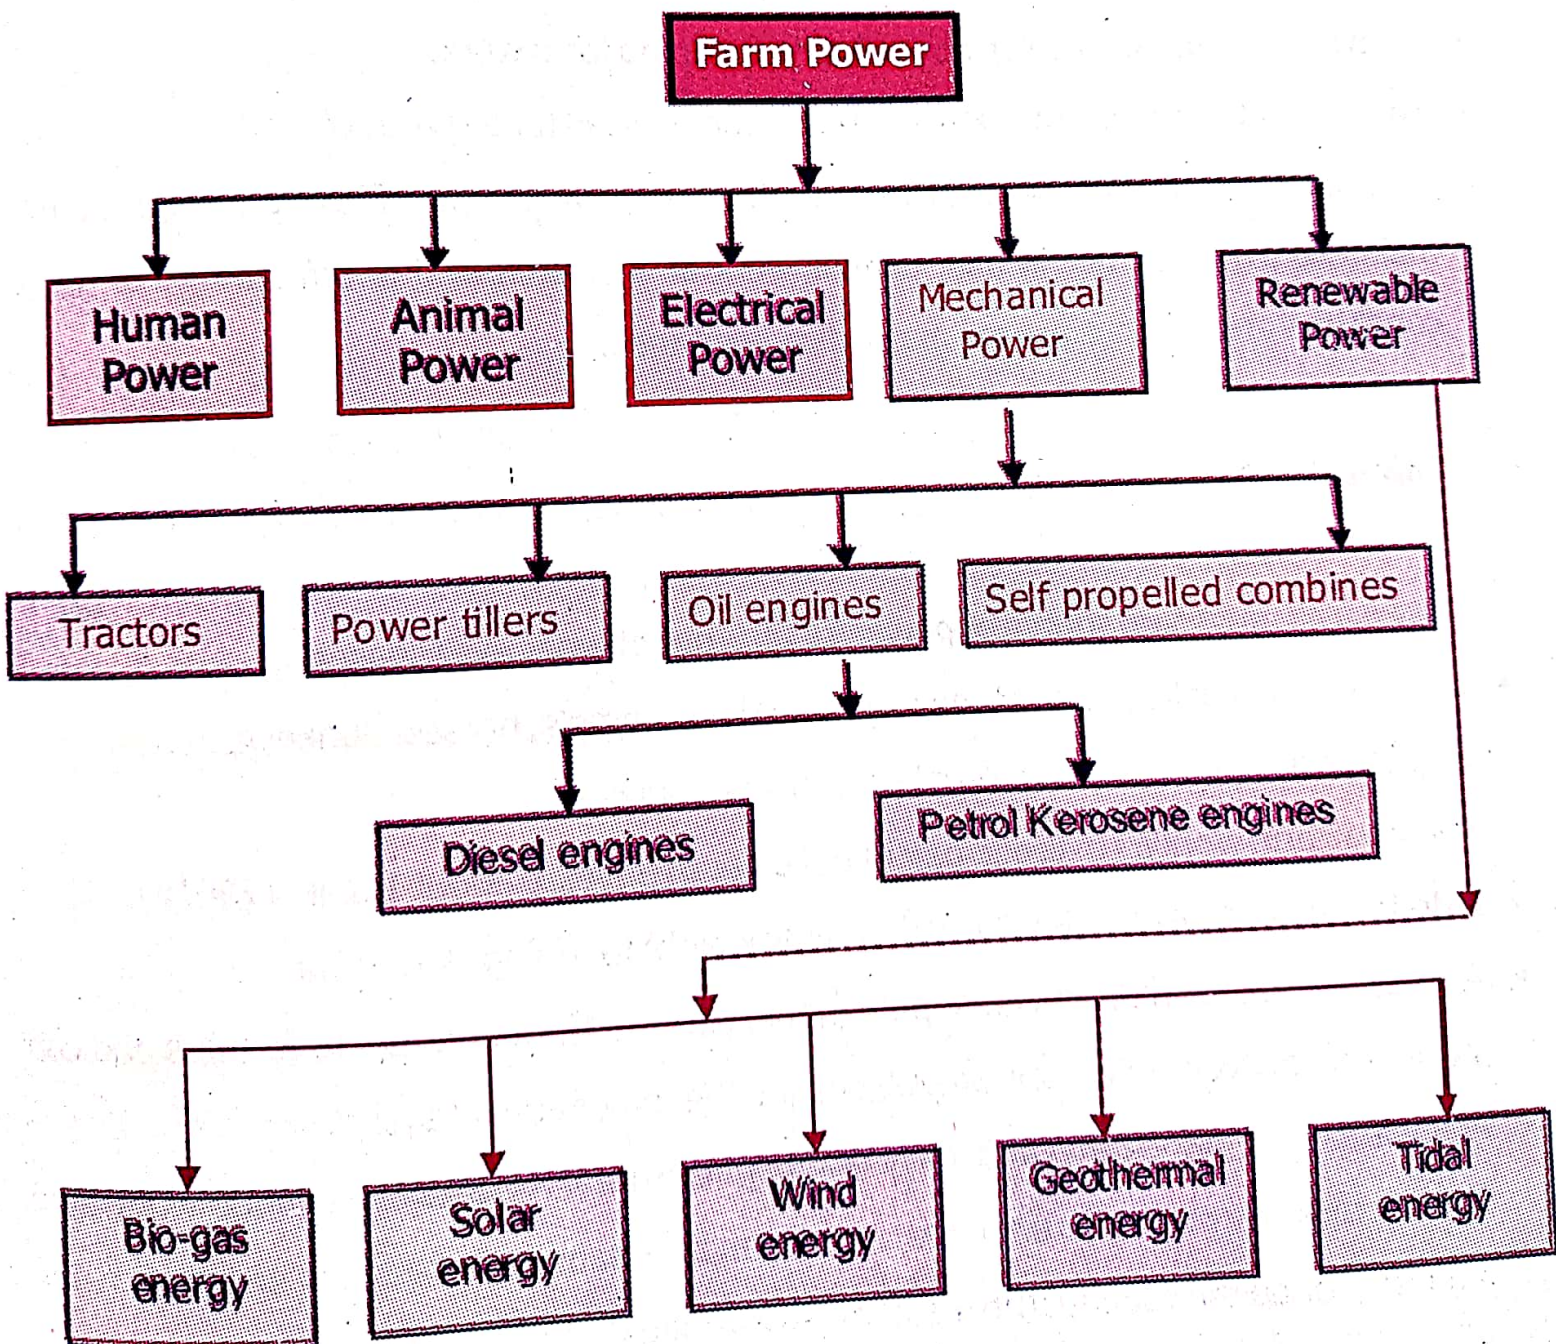 Farm Power
Human
Power
Animal
Power
Electrical
Power
Mechanical
Power
Renewable
Power
Tractors
Power tillers
Oil engines
Self propelled combines
Diesel engines
Petrol Kerosene engines
Bio-gas
energy
Solar
energy
Wind
energy
Geothermal
energy
Tidal
energy